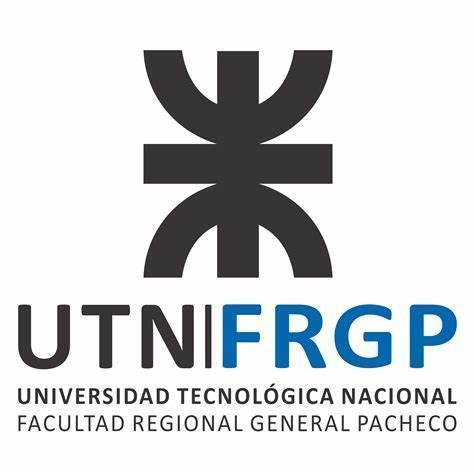 UTN|FRGP
UNIVERSIDAD TECNOLÓGICA NACIONAL
FACULTAD REGIONAL GENERAL PACHECO